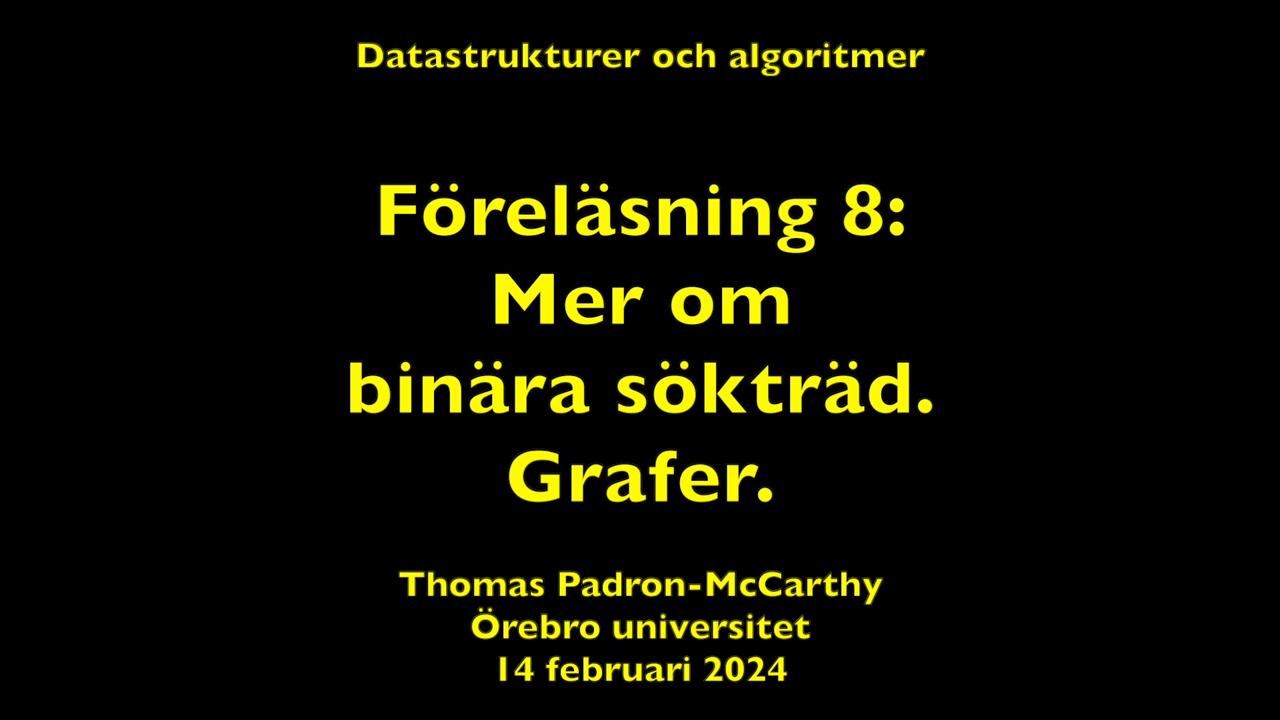 Datastrukturer och algoritmer
Föreläsning 8:
Mer om
binära sökträd.
Grafer.
Thomas Padron-McCarthy
Örebro universitet
14 februari 2024